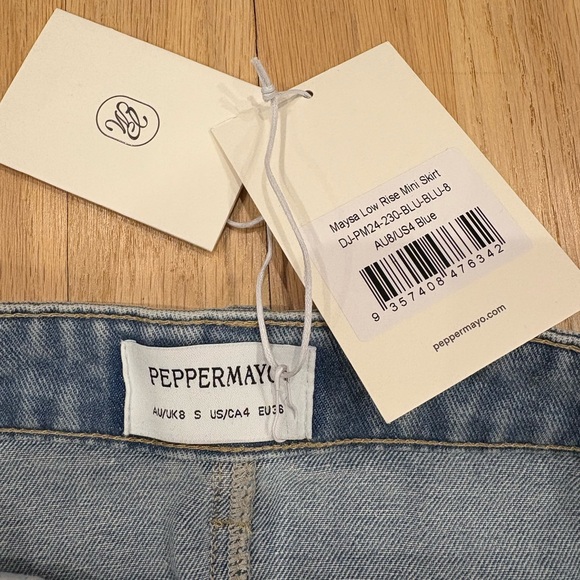 Maysa Low Rise Mini Skirt
DJ-PM24-230-BLU-BLU-8
AU8/US4 Blue
9 357408 476342
peppermayo.com
PEPPERMAYO
AU/UK8 S US/CA4 EU36